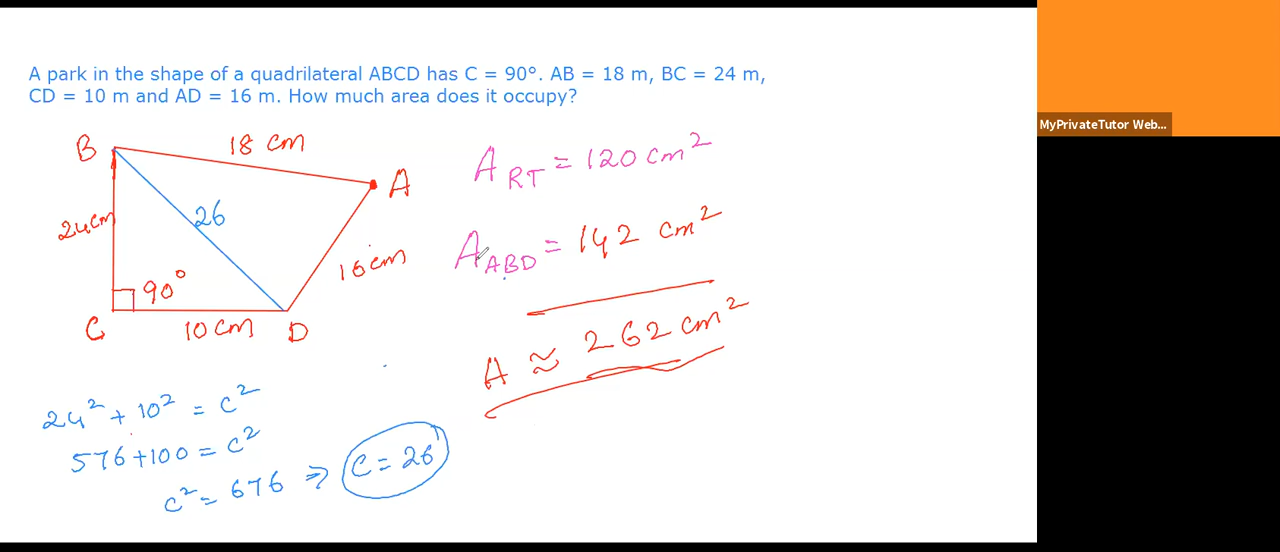 A park in the shape of a quadrilateral ABCD has C = 90°. AB = 18 m, BC = 24 m,
CD = 10 m and AD = 16 m. How much area does it occupy?
MyPrivateTutor Web...
B
18 cm
A
24cm
26
16cm
90°
C
10cm
D
A_RT = 120 cm²
A_ABD = 142 cm²
A ≈ 262 cm²
24² + 10² = c²
576 + 100 = c²
c² = 676 ⇒ c = 26